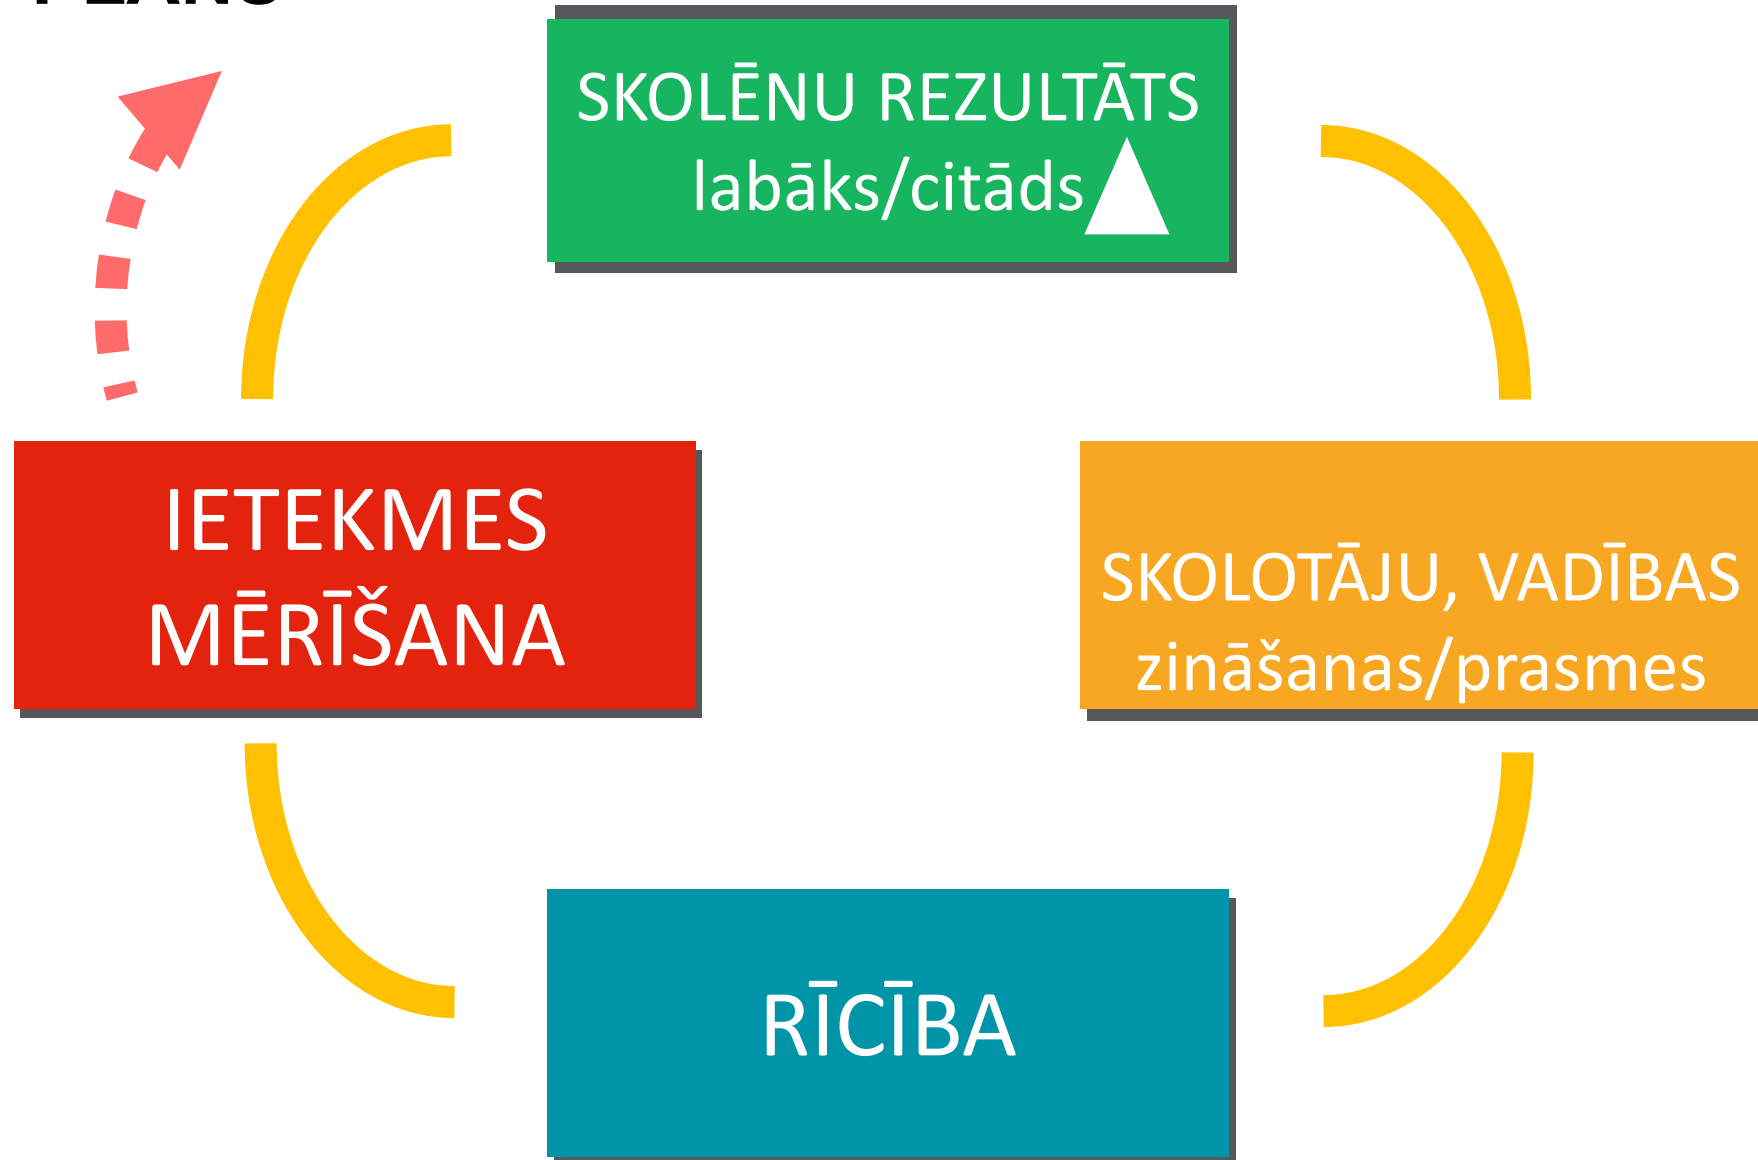 SKOLĒNU REZULTĀTS
labāks/citāds
IETEKMES
MĒRĪŠANA
SKOLOTĀJU, VADĪBAS
zināšanas/prasmes
RĪCĪBA